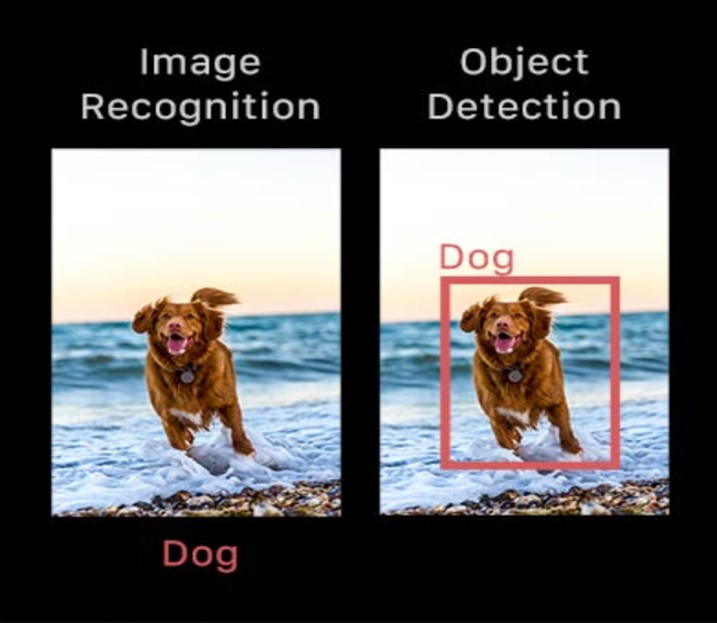 Image
Recognition
Object
Detection
Dog
Dog